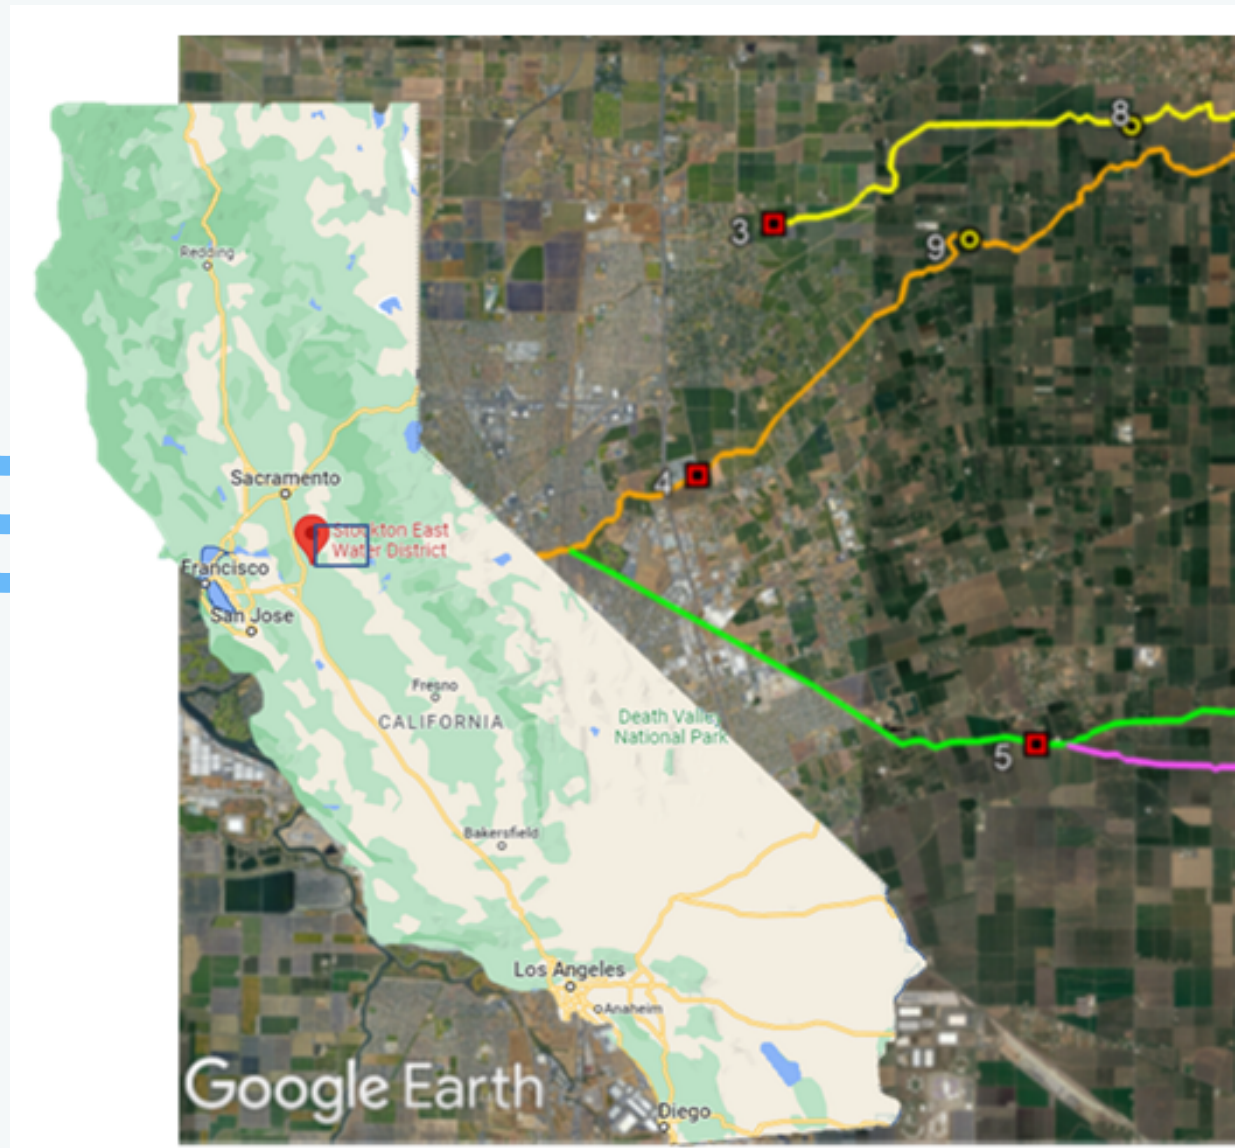 8
3
9
Redding
4
Sacramento
Stockton East
Water District
Francisco
San Jose
Fresno
CALIFORNIA
Death Valley
National Park
5
Bakersfield
Los Angeles
Anaheim
Google Earth
Diego